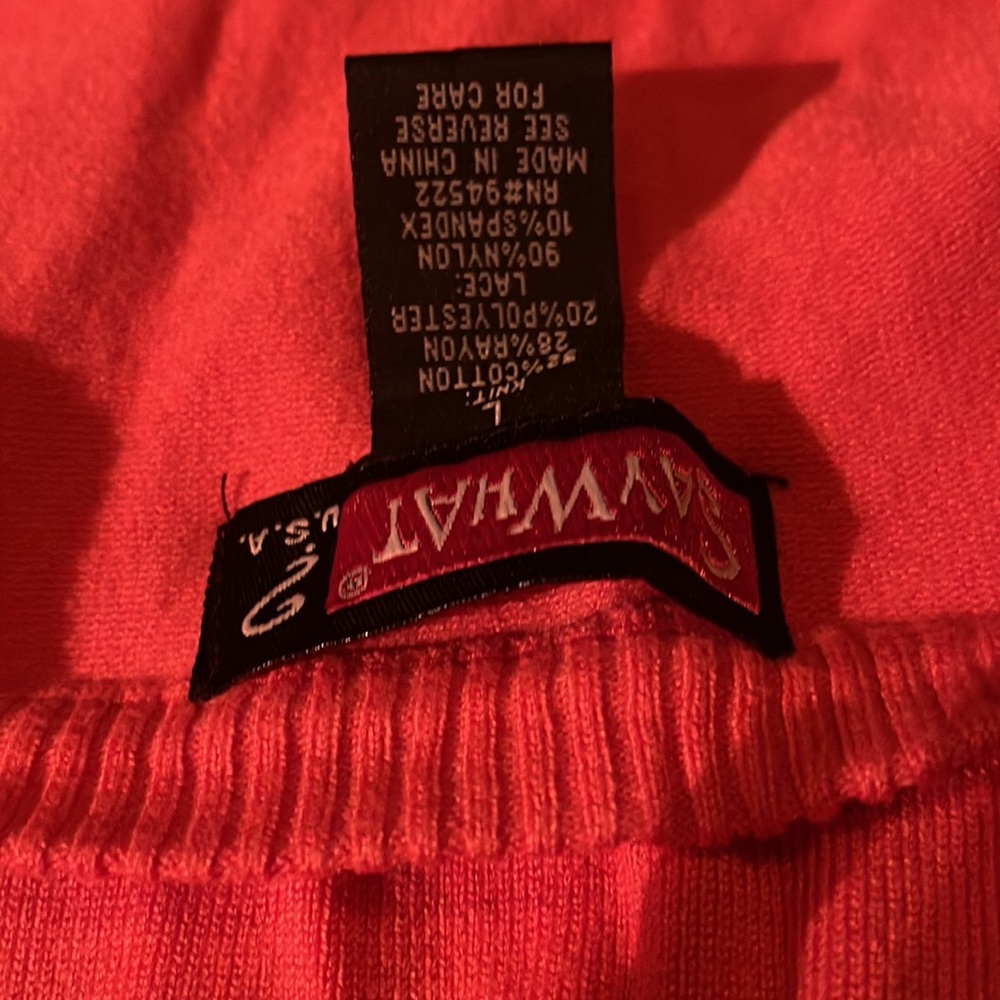 SAYWHAT
®
?
U.S.A.
L
KNIT:
52%COTTON
28%RAYON
20%POLYESTER
LACE:
90%NYLON
10%SPANDEX
RN#94522
MADE IN CHINA
SEE REVERSE
FOR CARE